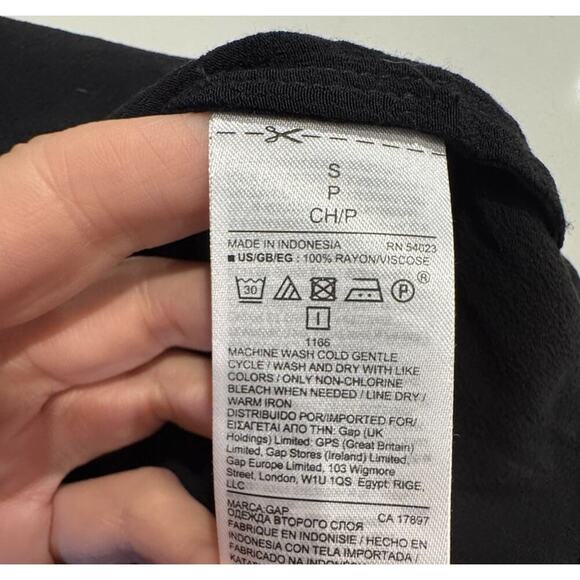 S
P
CH/P
MADE IN INDONESIA RN 54023
■ US/GB/EG : 100% RAYON/VISCOSE
30 P ®
1166
MACHINE WASH COLD GENTLE
CYCLE / WASH AND DRY WITH LIKE
COLORS / ONLY NON-CHLORINE
BLEACH WHEN NEEDED / LINE DRY /
WARM IRON
DISTRIBUIDO POR/IMPORTED FOR/
ΕΙΣΑΓΕΤΑΙ ΑΠΟ ΤΗΝ: Gap (UK
Holdings) Limited; GPS (Great Britain)
Limited, Gap Stores (Ireland) Limited.
Gap Europe Limited, 103 Wigmore
Street, London, W1U 1QS Egypt: RIGE,
LLC
MARCA:GAP CA 17897
ОДЕЖДА ВТОРОГО СЛОЯ
FABRIQUE EN INDONISIE / HECHO EN
INDONESIA CON TELA IMPORTADA /
FABRICADO NA INDONÉSIA